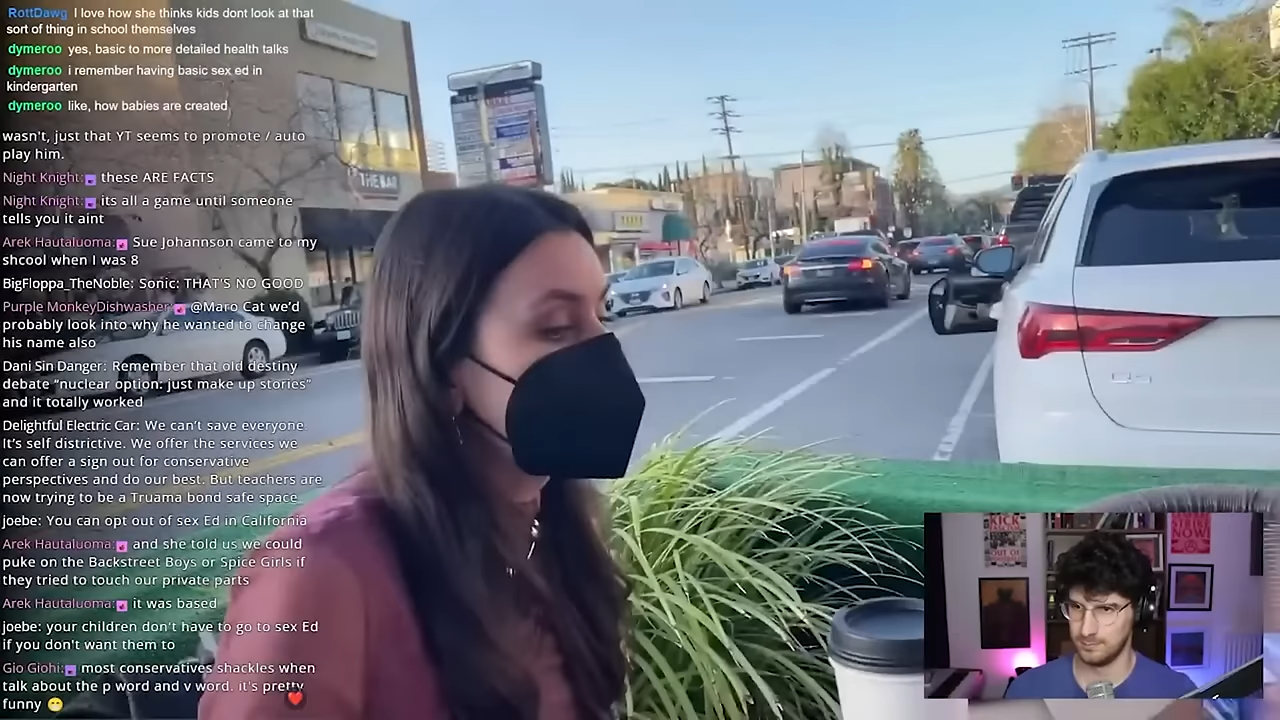 RottDawg I love how she thinks kids dont look at that
sort of thing in school themselves
dymeroo yes, basic to more detailed health talks
dymeroo i remember having basic sex ed in
kindergarten
dymeroo like, how babies are created
wasn't, just that YT seems to promote / auto
play him.
Night Knight: these ARE FACTS
Night Knight: its all a game until someone
tells you it aint
Arek Hautaluoma: Sue Johannson came to my
shcool when I was 8
BigFloppa_TheNoble: Sonic: THAT'S NO GOOD
Purple MonkeyDishwasher: @Maro Cat we'd
probably look into why he wanted to change
his name also
Dani Sin Danger: Remember that old destiny
debate "nuclear option: just make up stories"
and it totally worked
Delightful Electric Car: We can't save everyone
It's self districtive. We offer the services we
can offer a sign out for conservative
perspectives and do our best. But teachers are
now trying to be a Truama bond safe space
joebe: You can opt out of sex Ed in California
Arek Hautaluoma: and she told us we could
puke on the Backstreet Boys or Spice Girls if
they tried to touch our private parts
Arek Hautaluoma: it was based
joebe: your children don't have to go to sex Ed
if you don't want them to
Gio Giohi: most conservatives shackles when
talk about the p word and v word. it's pretty
funny 😁
THE BAR
KICK
OUT OF
NOW!